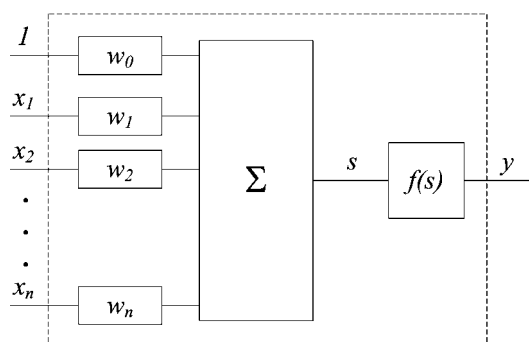 1 w0
x1 w1
x2 w2
Σ s f(s) y
.
.
.
xn wn